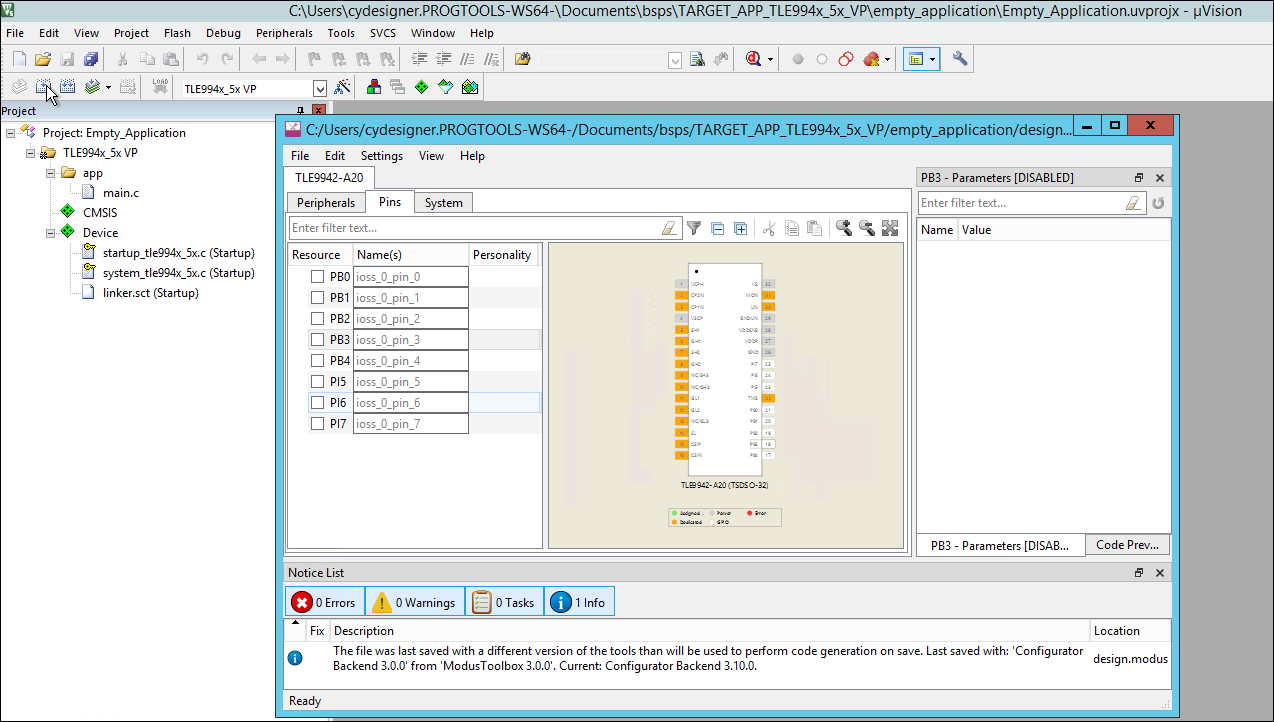 C:\Users\cydesigner.PROGTOOLS-WS64-\Documents\bsps\TARGET_APP_TLE994x_5x_VP\empty_application\Empty_Application.uvprojx - µVision
File Edit View Project Flash Debug Peripherals Tools SVCS Window Help
LOAD
TLE994x_5x VP
Project
Project: Empty_Application
TLE994x_5x VP
app
main.c
CMSIS
Device
startup_tle994x_5x.c (Startup)
system_tle994x_5x.c (Startup)
linker.sct (Startup)
C:/Users/cydesigner.PROGTOOLS-WS64-/Documents/bsps/TARGET_APP_TLE994x_5x_VP/empty_application/design...
File Edit Settings View Help
TLE9942-A20
Peripherals Pins System
Enter filter text...
Resource Name(s) Personality
PB0 ioss_0_pin_0
PB1 ioss_0_pin_1
PB2 ioss_0_pin_2
PB3 ioss_0_pin_3
PB4 ioss_0_pin_4
PI5 ioss_0_pin_5
PI6 ioss_0_pin_6
PI7 ioss_0_pin_7
TLE9942-A20 (TSDSO-32)
Assigned Power Error
Dedicated GPIO
PB3 - Parameters [DISABLED]
Enter filter text...
Name Value
PB3 - Parameters [DISAB... Code Prev...
Notice List
0 Errors 0 Warnings 0 Tasks 1 Info
Fix Description Location
The file was last saved with a different version of the tools than will be used to perform code generation on save. Last saved with: 'Configurator
Backend 3.0.0' from 'ModusToolbox 3.0.0'. Current: Configurator Backend 3.10.0.
design.modus
Ready